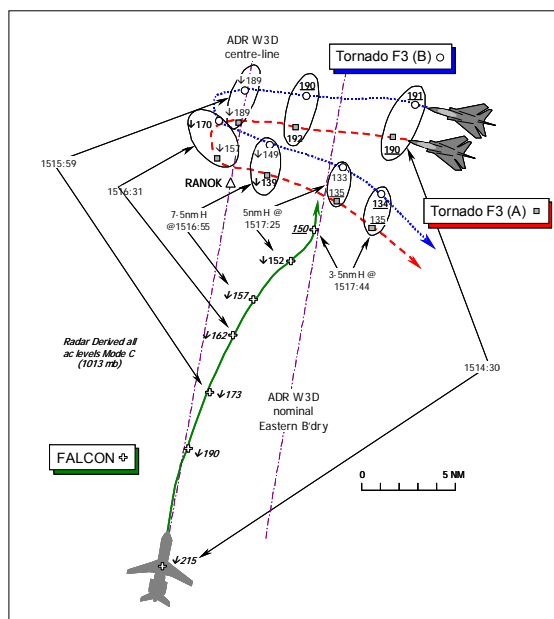 ADR W3D
centre-line
Tornado F3 (B)
↓189
190
191
↓170
↓189
192
190
1515:59
↓157
↓149
RANOK
↓139
133
134
1516:31
7·5nmH
@1516:55
5nmH @
1517:25
135
135
Tornado F3 (A)
150
↓152
3·5nmH @
1517:44
↓157
Radar Derived all
ac levels Mode C
(1013 mb)
↓162
1514:30
↓173
ADR W3D
nominal
Eastern B'dry
FALCON
↓190
0
5 NM
↓215